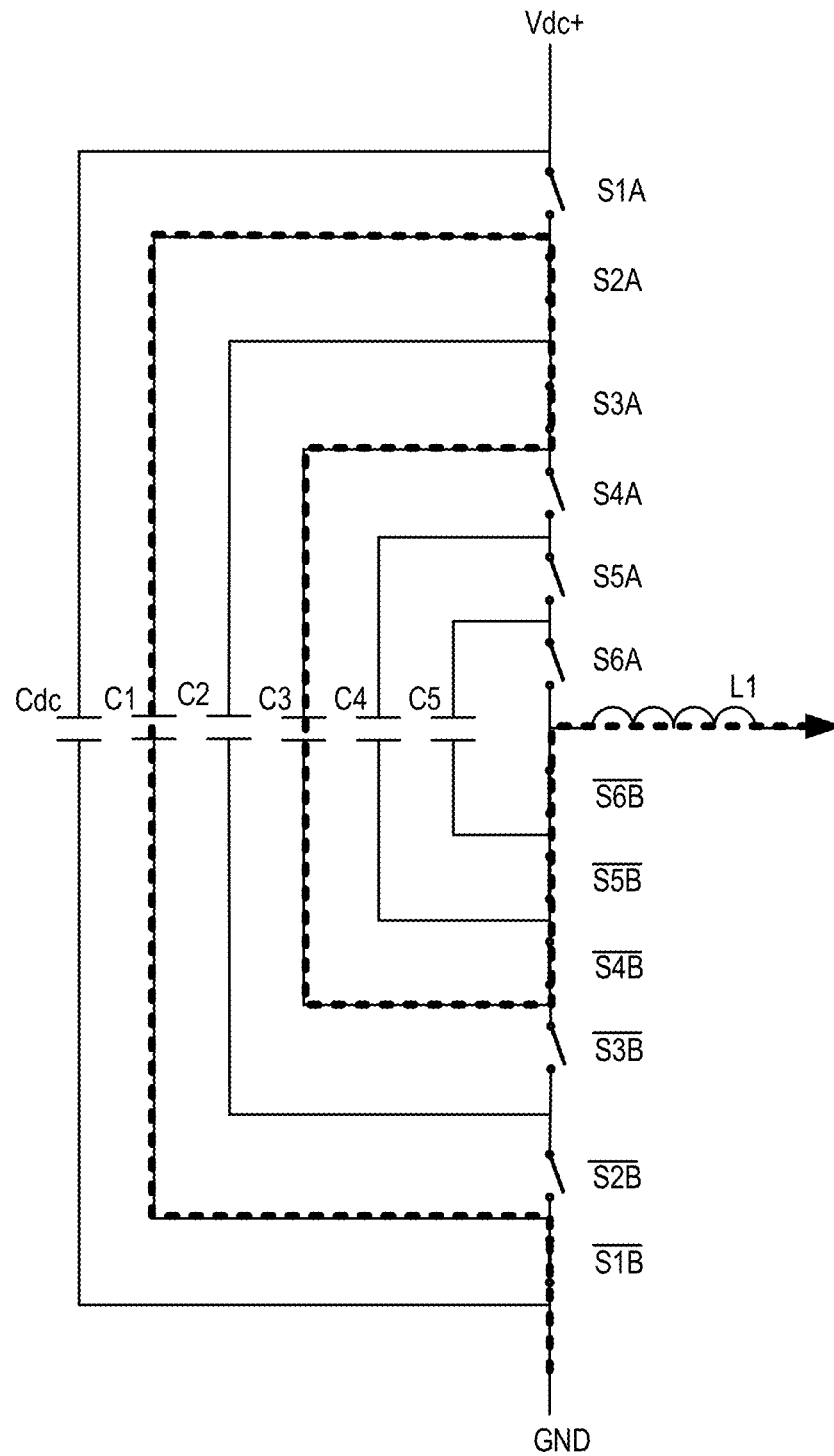 Vdc+
S1A
S2A
S3A
S4A
S5A
S6A
Cdc C1 C2 C3 C4 C5 L1
S6B
S5B
S4B
S3B
S2B
S1B
GND